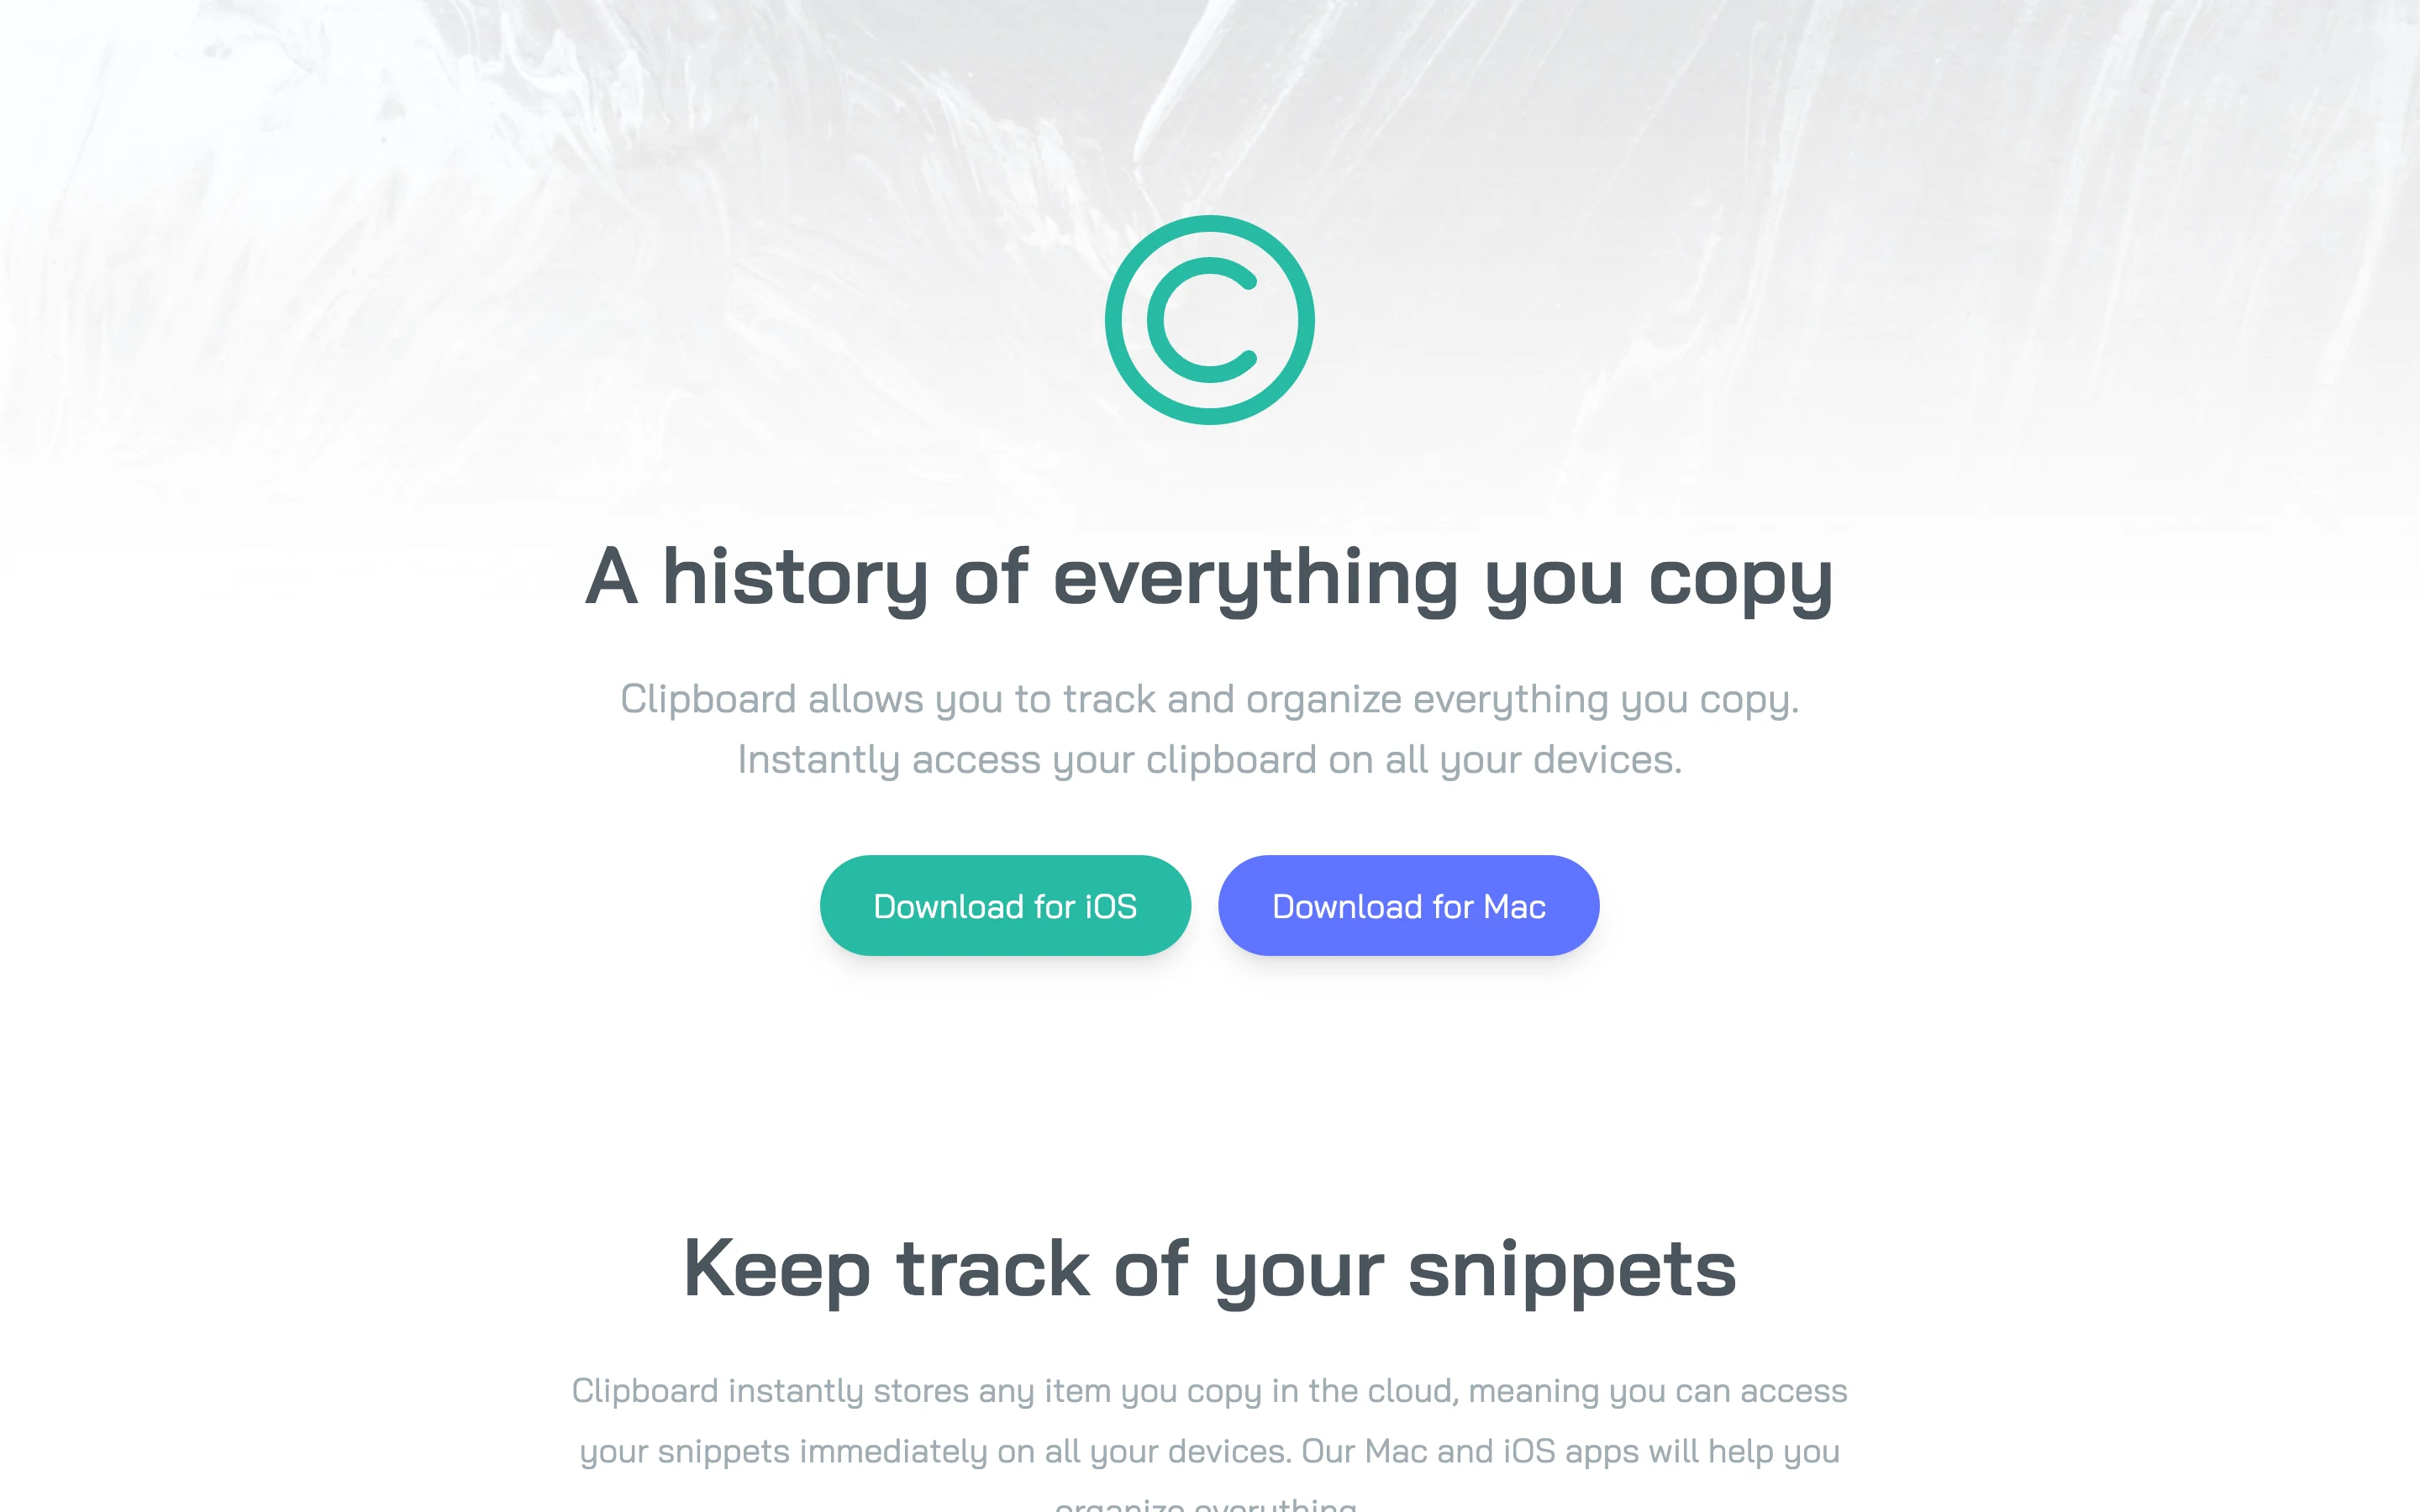 A history of everything you copy
Clipboard allows you to track and organize everything you copy.
Instantly access your clipboard on all your devices.
Download for iOS
Download for Mac
Keep track of your snippets
Clipboard instantly stores any item you copy in the cloud, meaning you can access
your snippets immediately on all your devices. Our Mac and iOS apps will help you
organize everything.